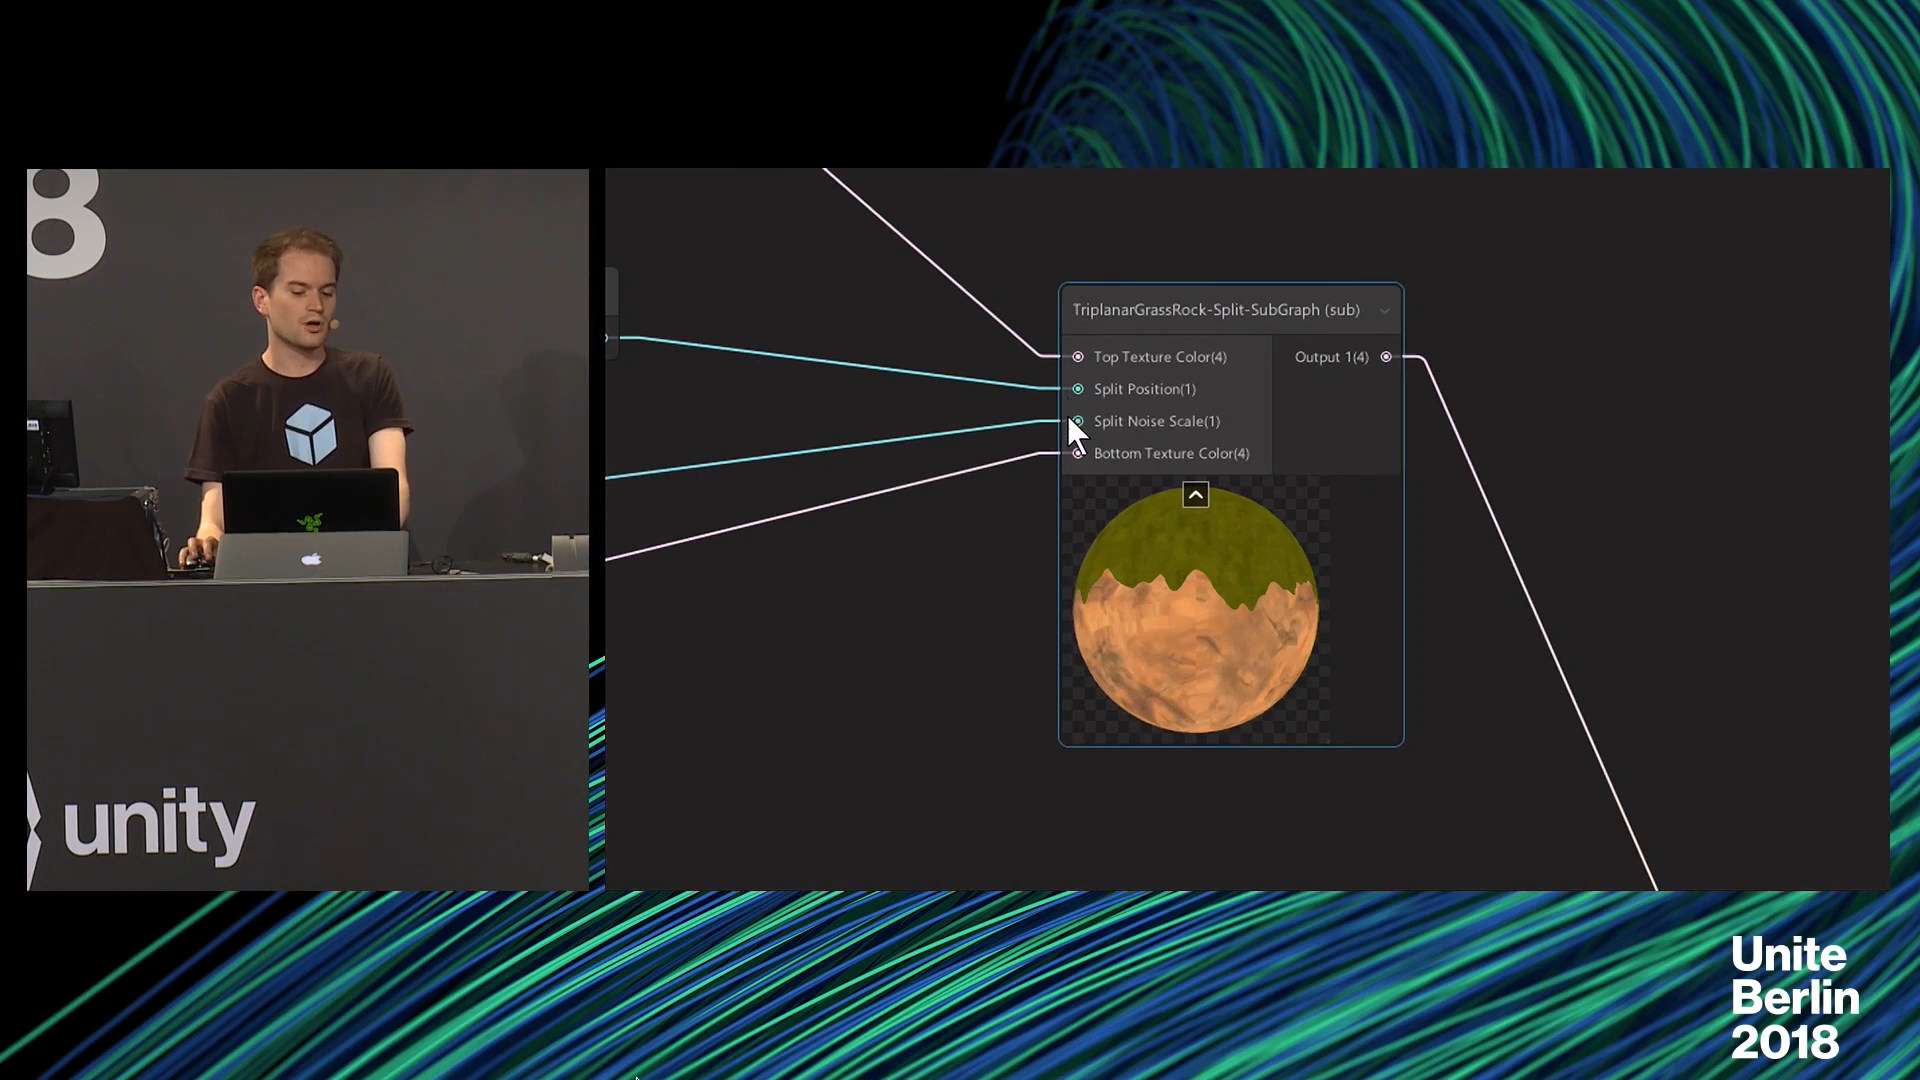 8
unity
TriplanarGrassRock-Split-SubGraph (sub)
Top Texture Color(4)
Output 1(4)
Split Position(1)
Split Noise Scale(1)
Bottom Texture Color(4)
Unite
Berlin
2018